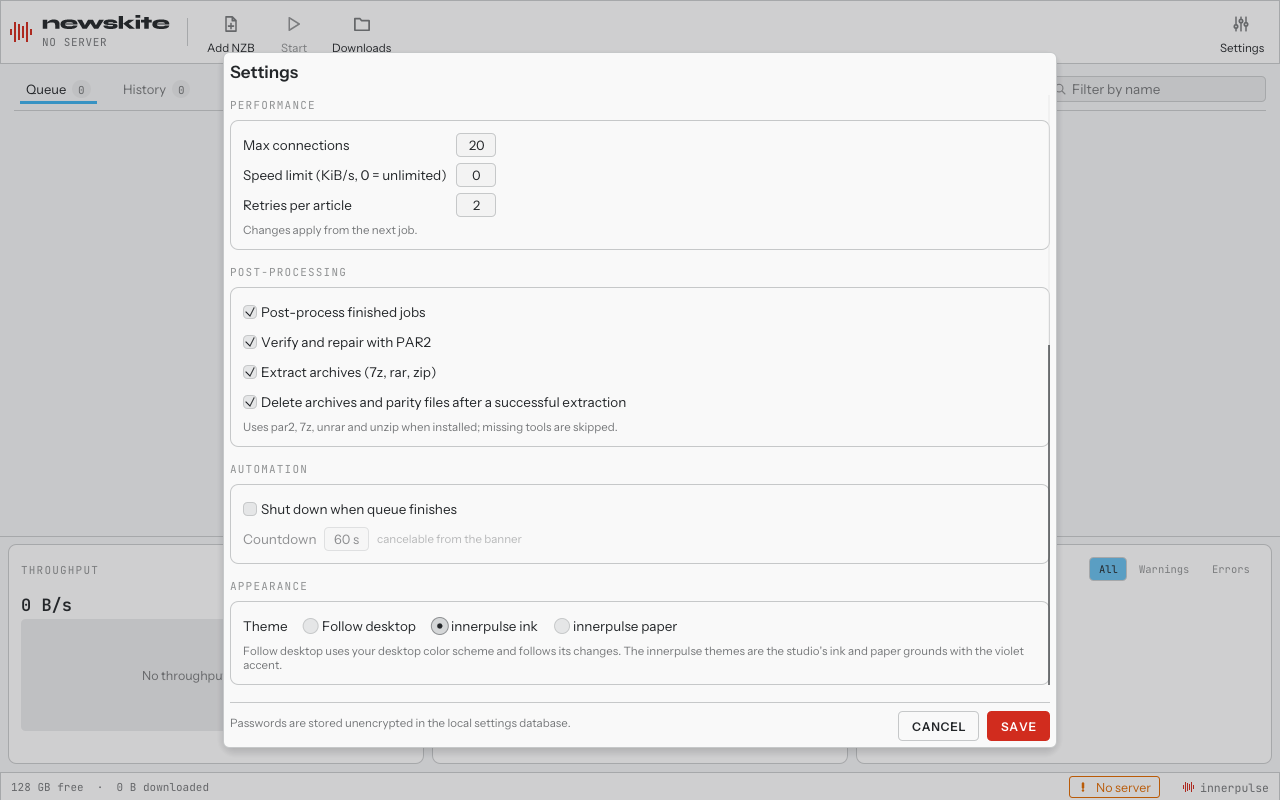 newskite
NO SERVER
Add NZB
Start
Downloads
Settings
Queue 0
History 0
Filter by name
Settings
PERFORMANCE
Max connections 20
Speed limit (KiB/s, 0 = unlimited) 0
Retries per article 2
Changes apply from the next job.
POST-PROCESSING
Post-process finished jobs
Verify and repair with PAR2
Extract archives (7z, rar, zip)
Delete archives and parity files after a successful extraction
Uses par2, 7z, unrar and unzip when installed; missing tools are skipped.
AUTOMATION
Shut down when queue finishes
Countdown 60 s cancelable from the banner
APPEARANCE
Theme Follow desktop innerpulse ink innerpulse paper
Follow desktop uses your desktop color scheme and follows its changes. The innerpulse themes are the studio's ink and paper grounds with the violet
accent.
Passwords are stored unencrypted in the local settings database.
CANCEL SAVE
THROUGHPUT
0 B/s
No throughpu
All Warnings Errors
128 GB free · 0 B downloaded
! No server
innerpulse